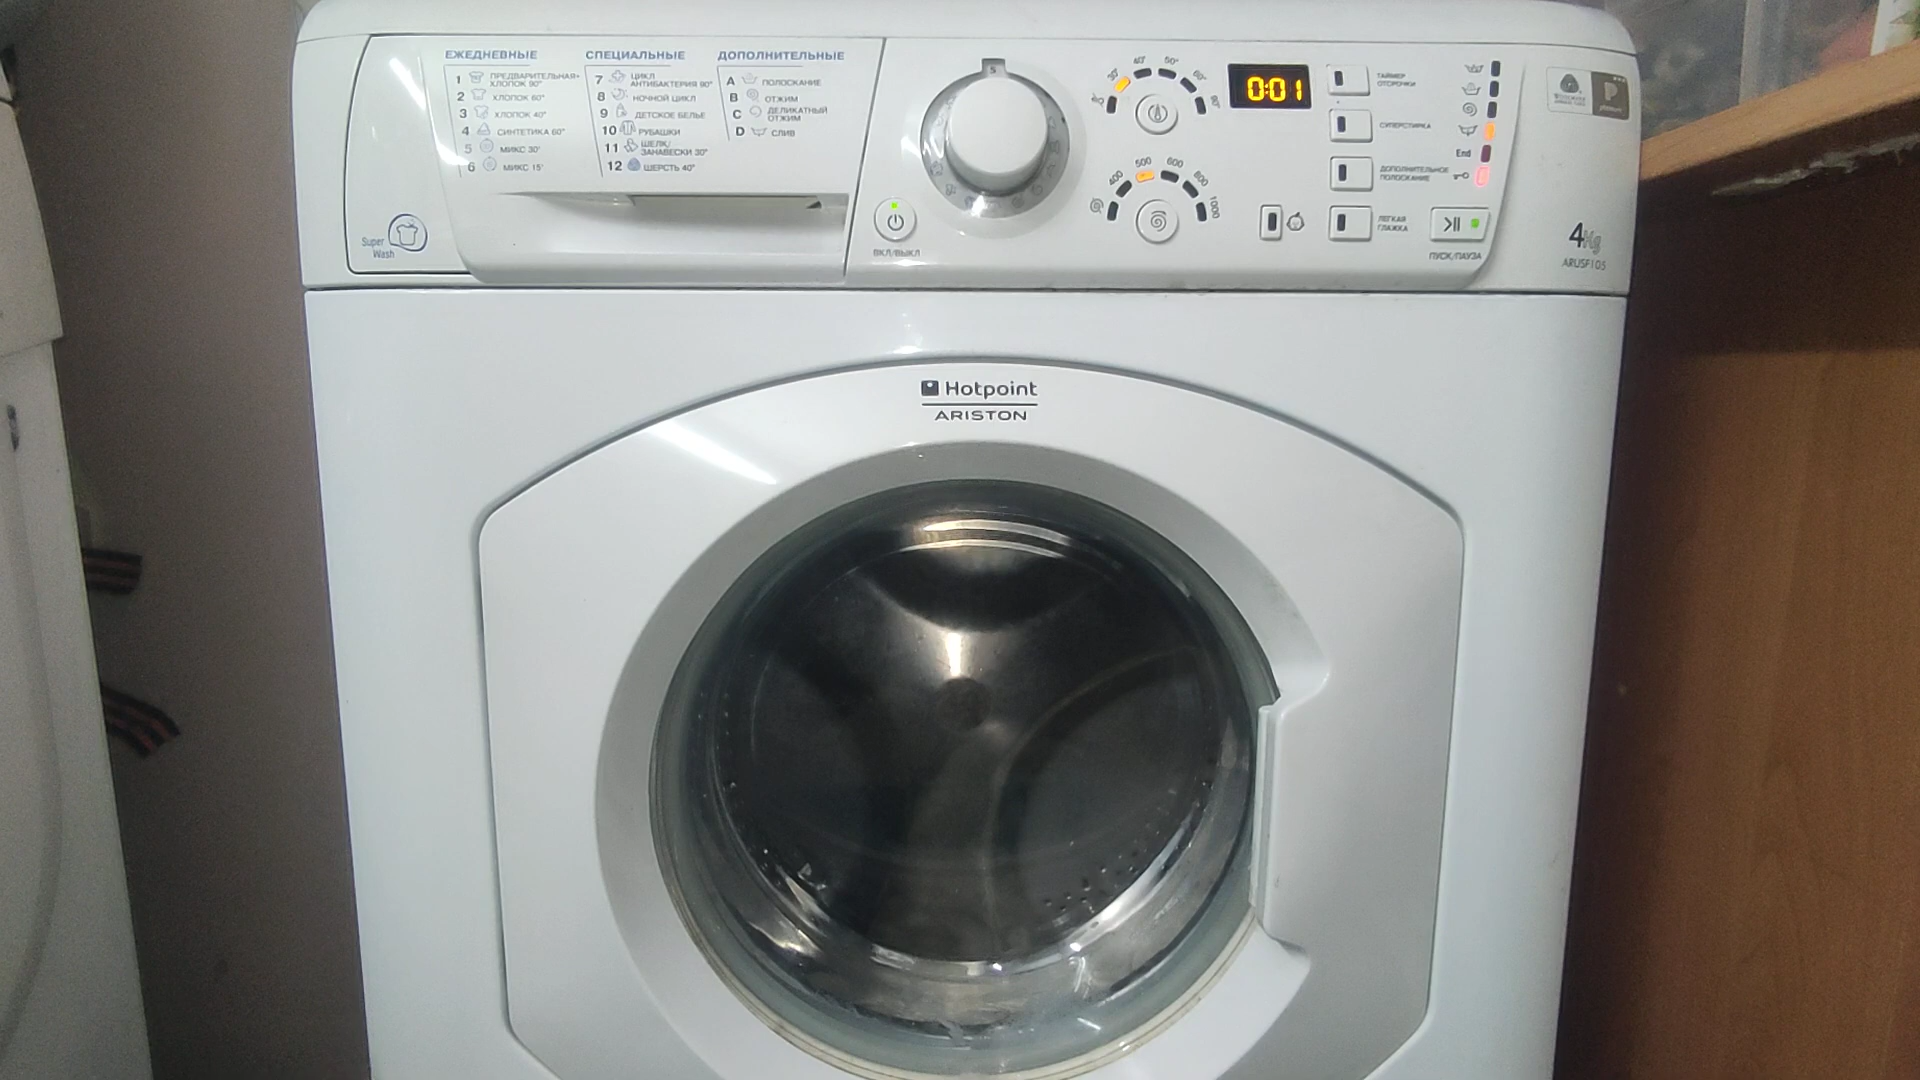 ЕЖЕДНЕВНЫЕ
1 ПРЕДВАРИТЕЛЬНАЯ+
ХЛОПОК 90°
2 ХЛОПОК 60°
3 ХЛОПОК 40°
4 СИНТЕТИКА 60°
5 МИКС 30'
6 МИКС 15'
СПЕЦИАЛЬНЫЕ
7 ЦИКЛ
АНТИБАКТЕРИЯ 90°
8 НОЧНОЙ ЦИКЛ
9 ДЕТСКОЕ БЕЛЬЕ
10 РУБАШКИ
11 ШЕЛК/
ЗАНАВЕСКИ 30°
12 ШЕРСТЬ 40°
ДОПОЛНИТЕЛЬНЫЕ
A ПОЛОСКАНИЕ
B ОТЖИМ
C ДЕЛИКАТНЫЙ
ОТЖИМ
D СЛИВ
Super
Wash
ВКЛ/ВЫКЛ
5
30° 40° 50° 60° 90°
400 500 600 800 1000
0:01
ТАЙМЕР
ОТСРОЧКИ
СУПЕРСТИРКА
ДОПОЛНИТЕЛЬНОЕ
ПОЛОСКАНИЕ
ЛЕГКАЯ
ГЛАЖКА
End
ПУСК/ПАУЗА
P
platinum
4Kg
ARUSF105
Hotpoint
ARISTON